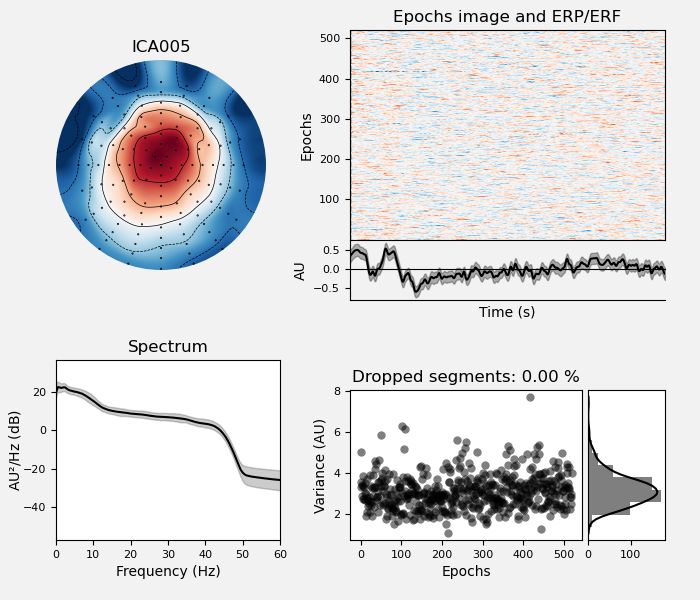 ICA005
Epochs image and ERP/ERF
Epochs
500
400
300
200
100
AU
0.5
0.0
−0.5
Time (s)
Spectrum
AU²/Hz (dB)
20
0
−20
−40
0 10 20 30 40 50 60
Frequency (Hz)
Dropped segments: 0.00 %
Variance (AU)
8
6
4
2
0 100 200 300 400 500
Epochs
0 100